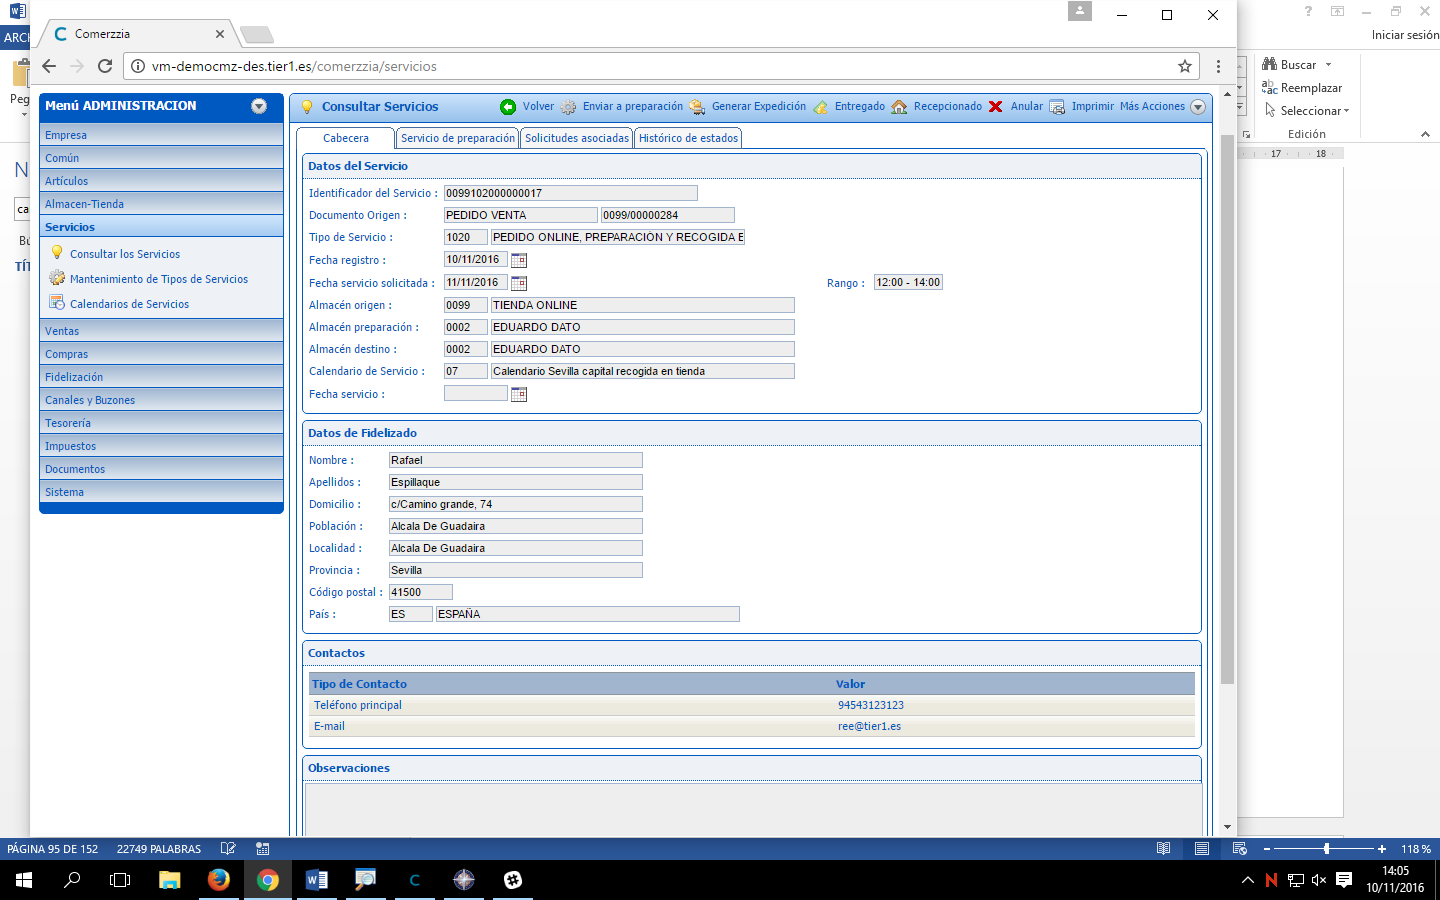 Comerzzia
vm-democmz-des.tier1.es/comerzzia/servicios
ARCH
Iniciar sesión
Peg
Buscar
Reemplazar
Seleccionar
Edición
17 18
N
ca
Bú
TÍT
Menú ADMINISTRACION
Empresa
Común
Artículos
Almacen-Tienda
Servicios
Consultar los Servicios
Mantenimiento de Tipos de Servicios
Calendarios de Servicios
Ventas
Compras
Fidelización
Canales y Buzones
Tesorería
Impuestos
Documentos
Sistema
Consultar Servicios Volver Enviar a preparación Generar Expedición Entregado Recepcionado Anular Imprimir Más Acciones
Cabecera Servicio de preparación Solicitudes asociadas Histórico de estados
Datos del Servicio
Identificador del Servicio : 0099102000000017
Documento Origen : PEDIDO VENTA 0099/00000284
Tipo de Servicio : 1020 PEDIDO ONLINE, PREPARACIÓN Y RECOGIDA E
Fecha registro : 10/11/2016
Fecha servicio solicitada : 11/11/2016 Rango : 12:00 - 14:00
Almacén origen : 0099 TIENDA ONLINE
Almacén preparación : 0002 EDUARDO DATO
Almacén destino : 0002 EDUARDO DATO
Calendario de Servicio : 07 Calendario Sevilla capital recogida en tienda
Fecha servicio :
Datos de Fidelizado
Nombre : Rafael
Apellidos : Espillaque
Domicilio : c/Camino grande, 74
Población : Alcala De Guadaira
Localidad : Alcala De Guadaira
Provincia : Sevilla
Código postal : 41500
País : ES ESPAÑA
Contactos
Tipo de Contacto Valor
Teléfono principal 94543123123
E-mail ree@tier1.es
Observaciones
PÁGINA 95 DE 152 22749 PALABRAS 118 %
14:05
10/11/2016